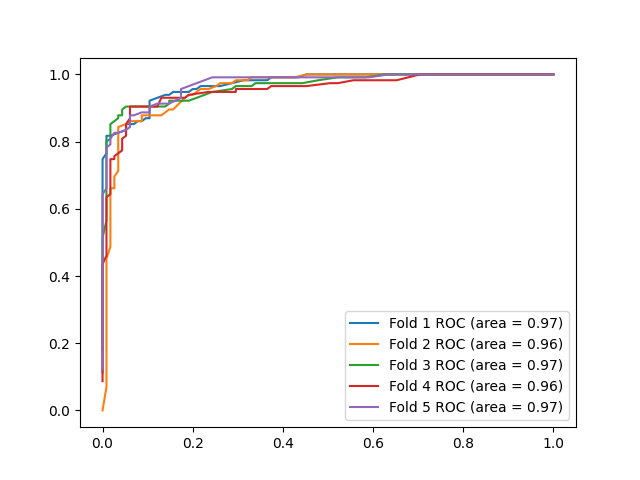 1.0
0.8
0.6
0.4
0.2
0.0
Fold 1 ROC (area = 0.97)
Fold 2 ROC (area = 0.96)
Fold 3 ROC (area = 0.97)
Fold 4 ROC (area = 0.96)
Fold 5 ROC (area = 0.97)
0.0 0.2 0.4 0.6 0.8 1.0